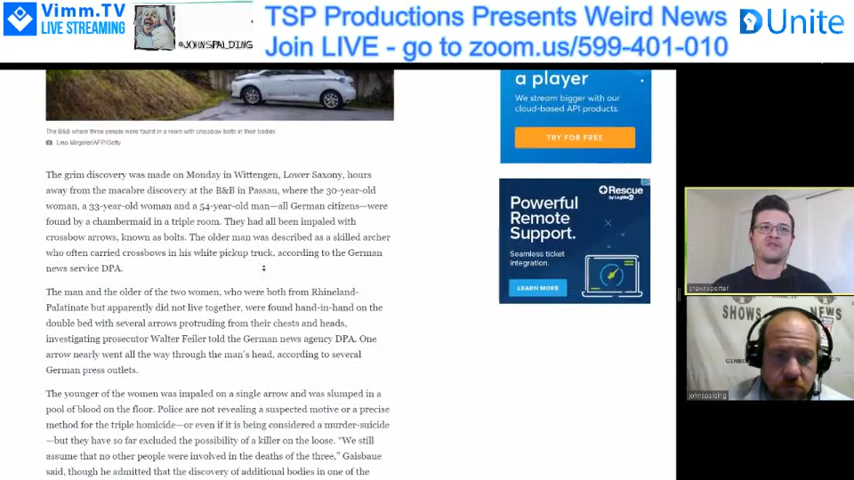 Vimm.TV
LIVE STREAMING
@JOHNSPALDING
TSP Productions Presents Weird News
Join LIVE - go to zoom.us/599-401-010
Unite
The B&B where three people were found in a room with crossbow bolts in their bodies.
Lino Mirgeler/AFP/Getty
The grim discovery was made on Monday in Wittengen, Lower Saxony, hours
away from the macabre discovery at the B&B in Passau, where the 30-year-old
woman, a 33-year-old woman and a 54-year-old man—all German citizens—were
found by a chambermaid in a triple room. They had all been impaled with
crossbow arrows, known as bolts. The older man was described as a skilled archer
who often carried crossbows in his white pickup truck, according to the German
news service DPA.
The man and the older of the two women, who were both from Rhineland-
Palatinate but apparently did not live together, were found hand-in-hand on the
double bed with several arrows protruding from their chests and heads,
investigating prosecutor Walter Feiler told the German news agency DPA. One
arrow nearly went all the way through the man's head, according to several
German press outlets.
The younger of the women was impaled on a single arrow and was slumped in a
pool of blood on the floor. Police are not revealing a suspected motive or a precise
method for the triple homicide—or even if it is being considered a murder-suicide
—but they have so far excluded the possibility of a killer on the loose. "We still
assume that no other people were involved in the deaths of the three," Gaisbaue
said, though he admitted that the discovery of additional bodies in one of the
a player
We stream bigger with our
cloud-based API products.
TRY FOR FREE
Rescue
by LogMeIn
Powerful
Remote
Support.
Seamless ticket
integration.
LEARN MORE
shawnsporter
SHOWS
NEWS
johnspalding